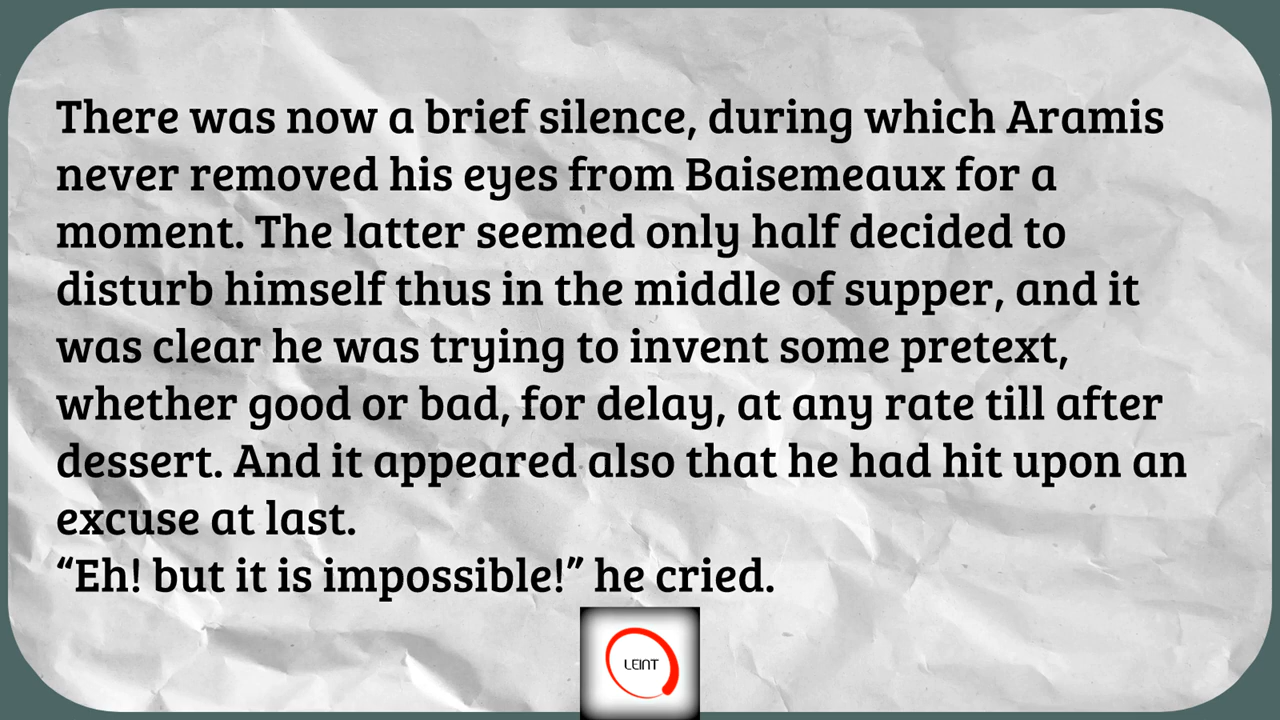 There was now a brief silence, during which Aramis
never removed his eyes from Baisemeaux for a
moment. The latter seemed only half decided to
disturb himself thus in the middle of supper, and it
was clear he was trying to invent some pretext,
whether good or bad, for delay, at any rate till after
dessert. And it appeared also that he had hit upon an
excuse at last.
“Eh! but it is impossible!” he cried.
LEINT